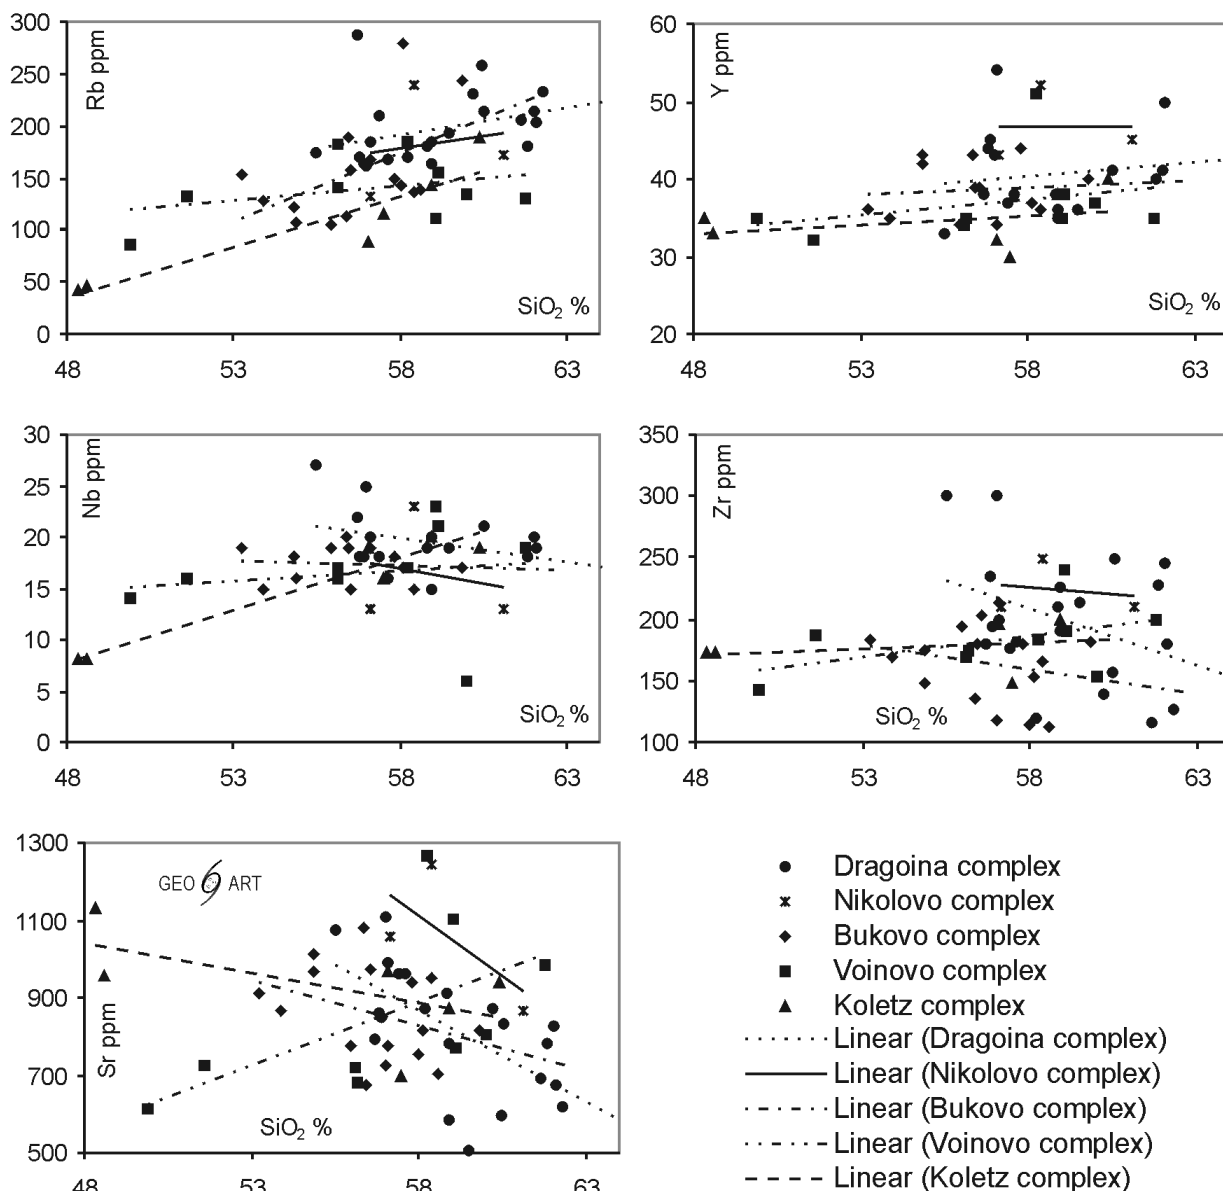 300
250
200
150
100
50
0
Rb ppm
SiO2 %
48 53 58 63
60
50
40
30
20
Y ppm
SiO2 %
48 53 58 63
30
25
20
15
10
5
0
Nb ppm
SiO2 %
48 53 58 63
350
300
250
200
150
100
Zr ppm
SiO2 %
48 53 58 63
1300
1100
900
700
500
GEO ART
Sr ppm
SiO2 %
48 53 58 63
Dragoina complex
Nikolovo complex
Bukovo complex
Voinovo complex
Koletz complex
Linear (Dragoina complex)
Linear (Nikolovo complex)
Linear (Bukovo complex)
Linear (Voinovo complex)
Linear (Koletz complex)